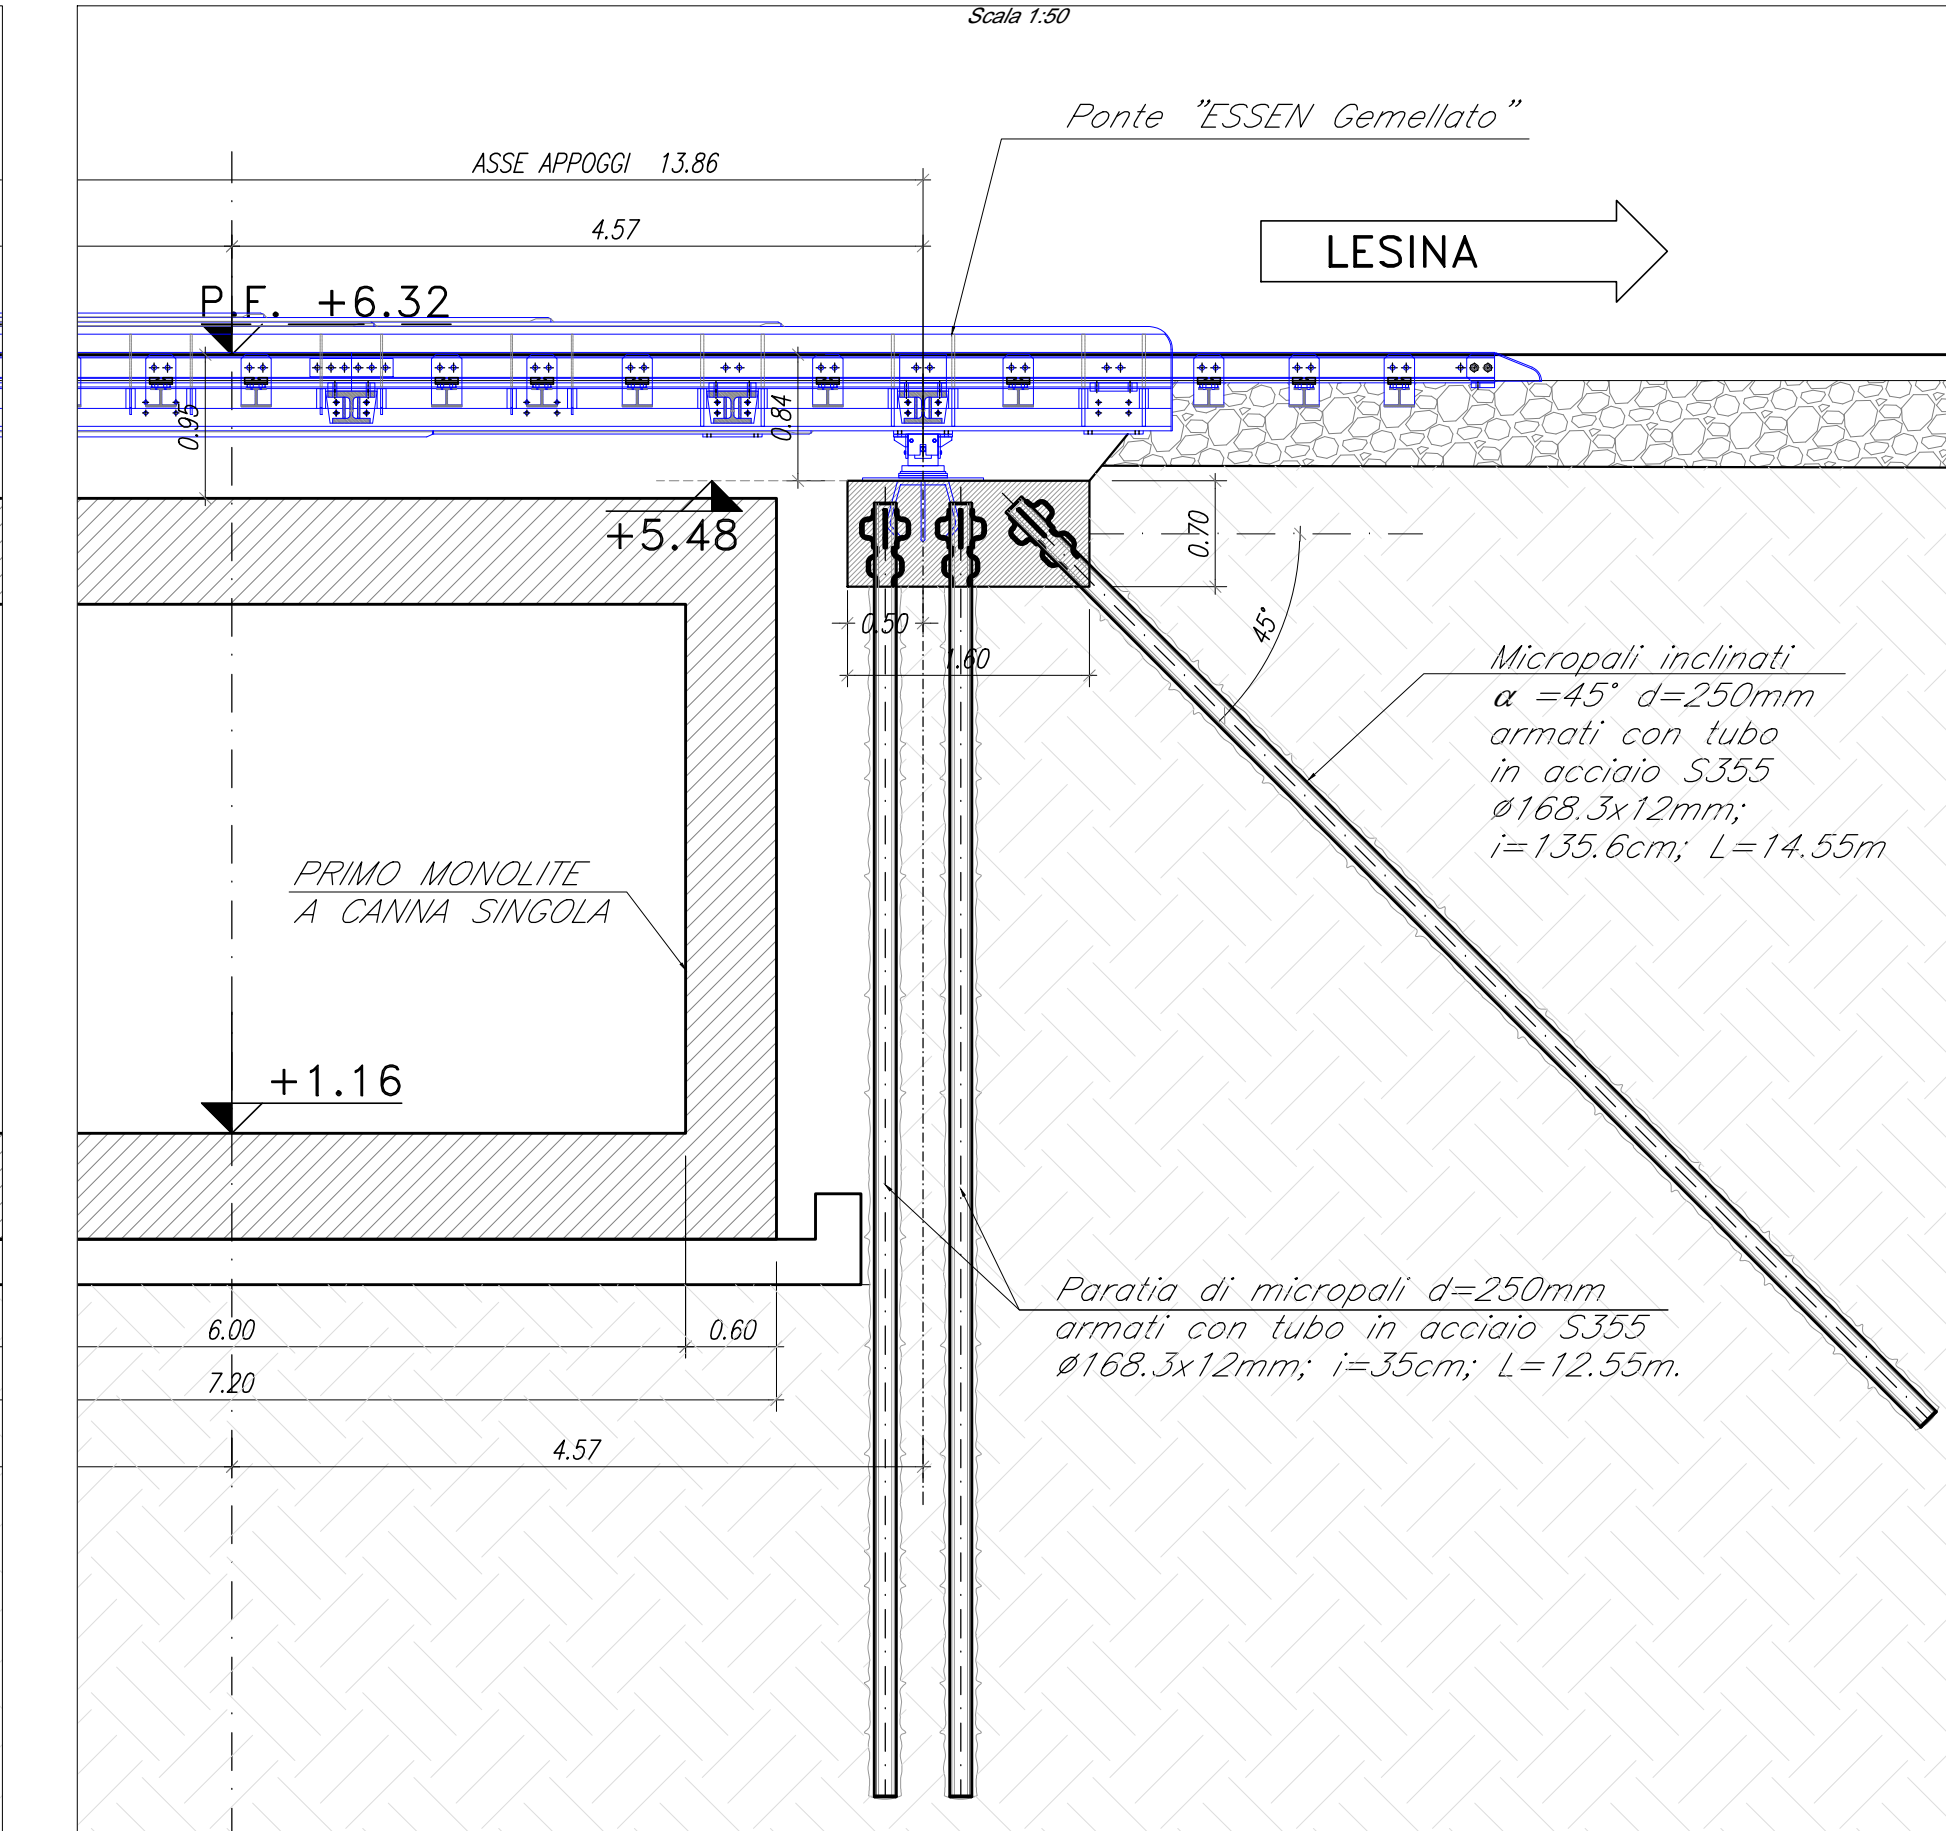 Scala 1:50
Ponte "ESSEN Gemellato"
ASSE APPOGGI 13.86
4.57
LESINA
P.F. +6.32
0.95
0.84
+5.48
0.70
0.50
1.60
45°
Micropali inclinati
α =45° d=250mm
armati con tubo
in acciaio S355
ø168.3x12mm;
i=135.6cm; L=14.55m
PRIMO MONOLITE
A CANNA SINGOLA
+1.16
Paratia di micropali d=250mm
armati con tubo in acciaio S355
ø168.3x12mm; i=35cm; L=12.55m.
6.00
0.60
7.20
4.57